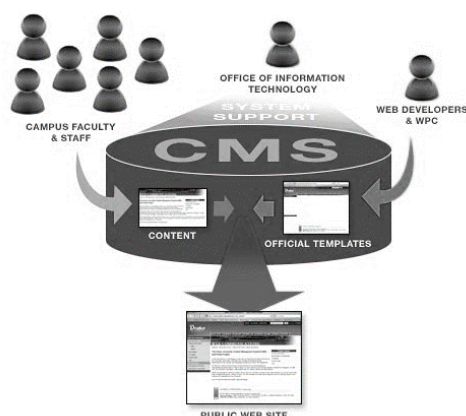 OFFICE OF INFORMATION
TECHNOLOGY
CAMPUS FACULTY
& STAFF
WEB DEVELOPERS
& WPC
SYSTEM
SUPPORT
CMS
CONTENT
OFFICIAL TEMPLATES
PUBLIC WEB SITE